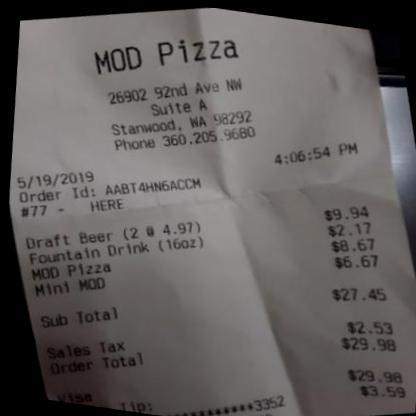 MOD Pizza
26902 92nd Ave NW
Suite A
Stanwood, WA 98292
Phone 360.205.9680
5/19/2019 4:06:54 PM
Order Id: AABT4HN6ACCM
#77 - HERE
Draft Beer (2 @ 4.97) $9.94
Fountain Drink (16oz) $2.17
MOD Pizza $8.67
Mini MOD $6.67
Sub Total $27.45
Sales Tax $2.53
Order Total $29.98
Visa $29.98
Tip: $3.59
***********3352